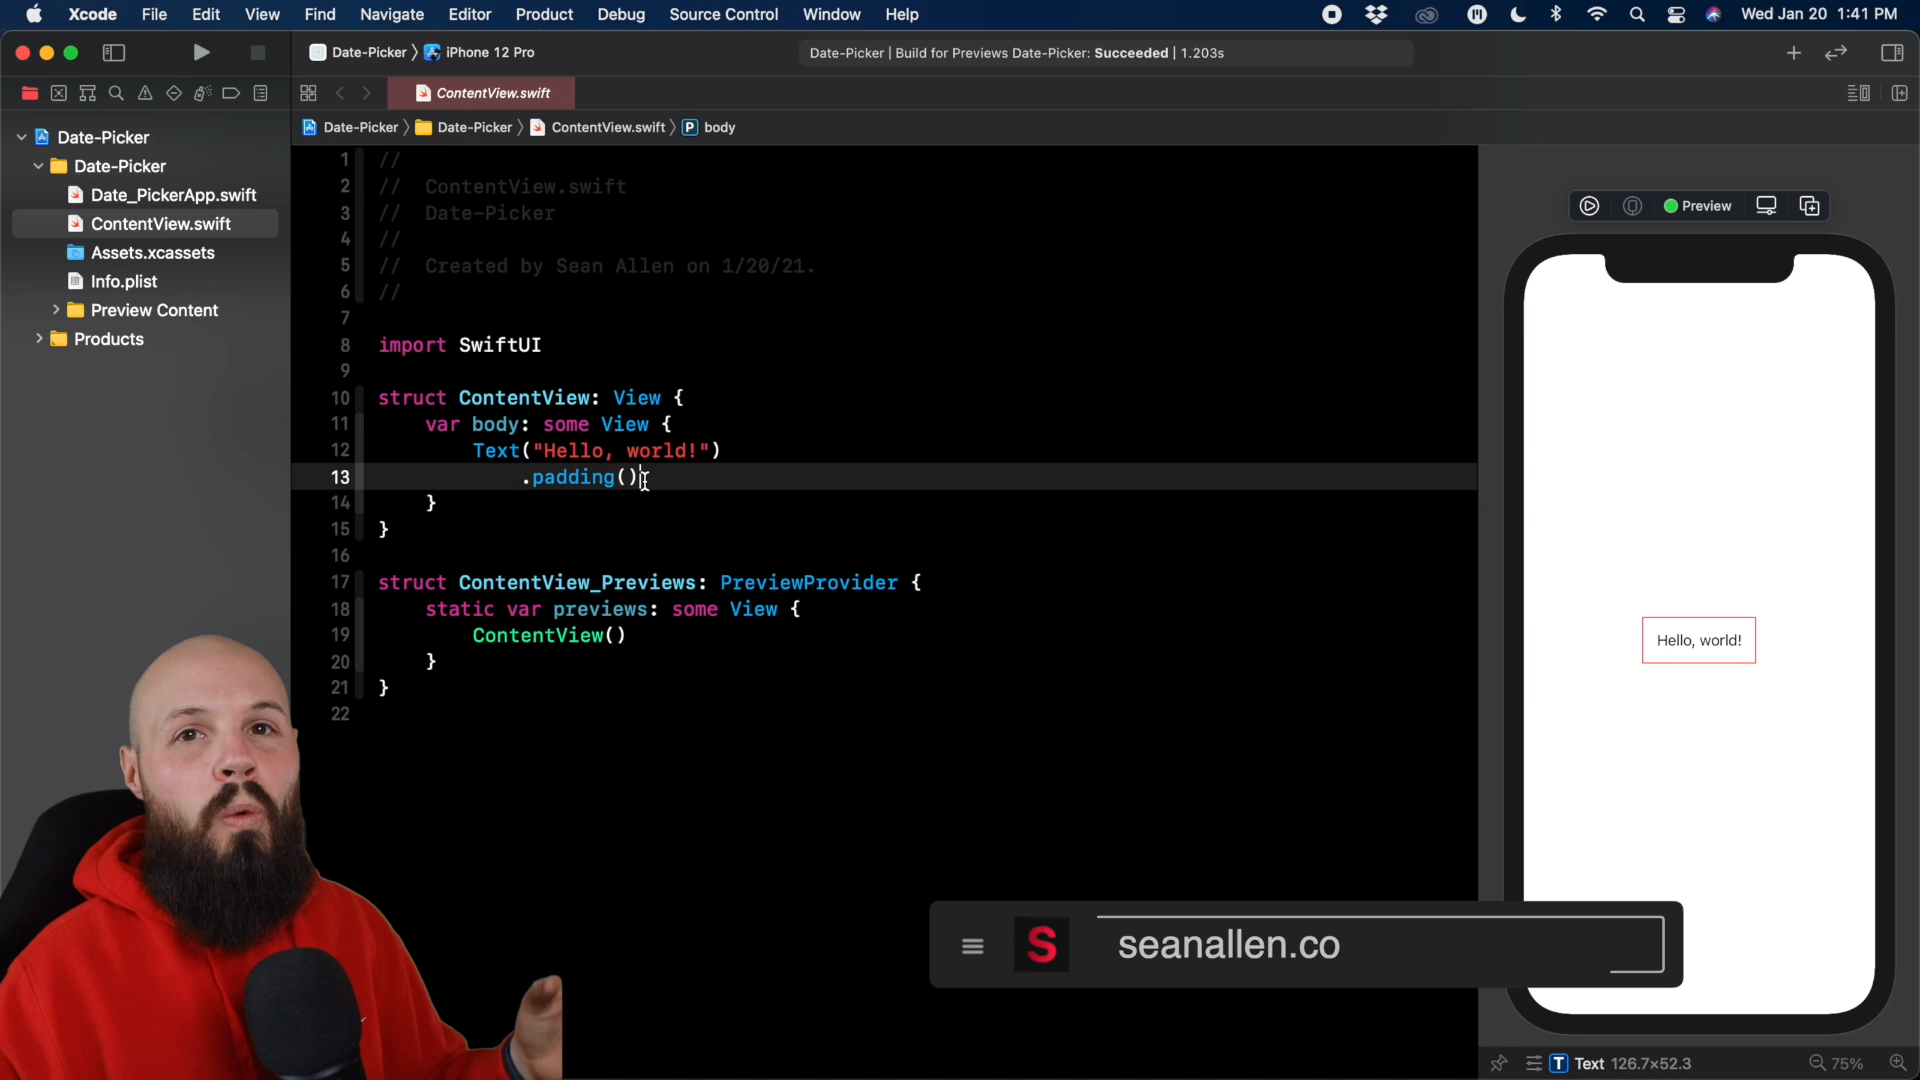 Xcode File Edit View Find Navigate Editor Product Debug Source Control Window Help Wed Jan 20 1:41 PM
Date-Picker iPhone 12 Pro Date-Picker | Build for Previews Date-Picker: Succeeded | 1.203s
ContentView.swift
Date-Picker Date-Picker ContentView.swift P body
Date-Picker
Date-Picker
Date_PickerApp.swift
ContentView.swift
Assets.xcassets
Info.plist
Preview Content
Products
1 //
2 // ContentView.swift
3 // Date-Picker
4 //
5 // Created by Sean Allen on 1/20/21.
6 //
7
8 import SwiftUI
9
10 struct ContentView: View {
11 var body: some View {
12 Text("Hello, world!")
13 .padding()
14 }
15 }
16
17 struct ContentView_Previews: PreviewProvider {
18 static var previews: some View {
19 ContentView()
20 }
21 }
22
Preview
Hello, world!
S seanallen.co
T Text 126.7×52.3 75%